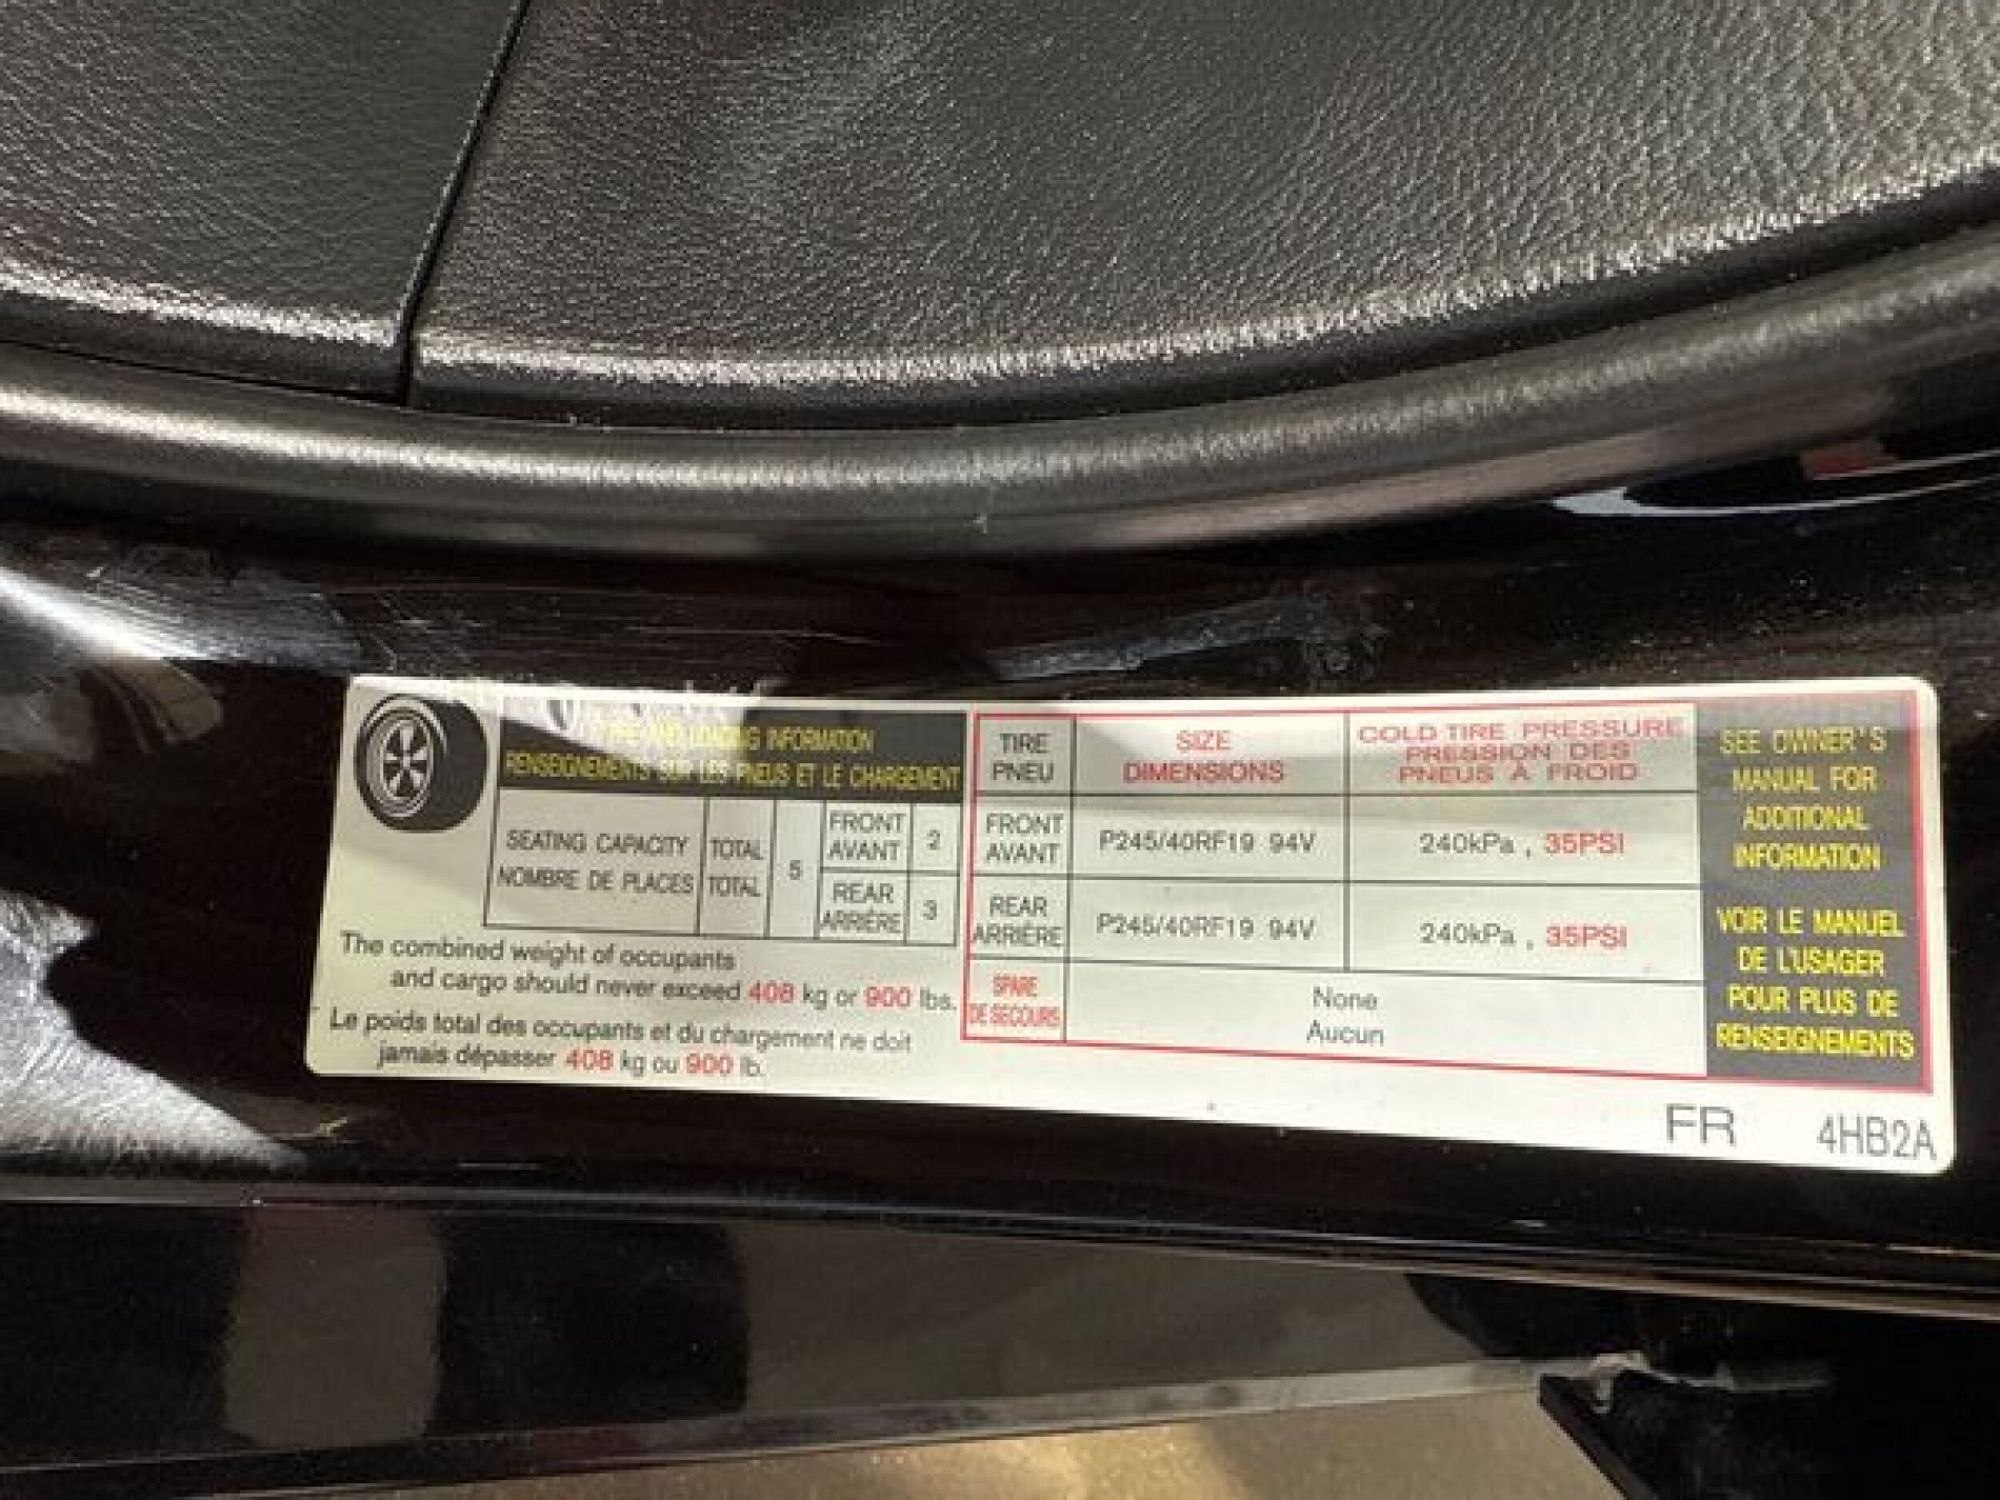 TIRE AND LOADING INFORMATION
RENSEIGNEMENTS SUR LES PNEUS ET LE CHARGEMENT
SEATING CAPACITY
NOMBRE DE PLACES
TOTAL
TOTAL
5
FRONT
AVANT
2
REAR
ARRIÈRE
3
The combined weight of occupants
and cargo should never exceed 408 kg or 900 lbs.
Le poids total des occupants et du chargement ne doit
jamais dépasser 408 kg ou 900 lb.
TIRE
PNEU
SIZE
DIMENSIONS
COLD TIRE PRESSURE
PRESSION DES
PNEUS À FROID
FRONT
AVANT
P245/40RF19 94V
240kPa , 35PSI
REAR
ARRIÈRE
P245/40RF19 94V
240kPa , 35PSI
SPARE
DE SECOURS
None
Aucun
SEE OWNER'S
MANUAL FOR
ADDITIONAL
INFORMATION
VOIR LE MANUEL
DE L'USAGER
POUR PLUS DE
RENSEIGNEMENTS
FR 4HB2A